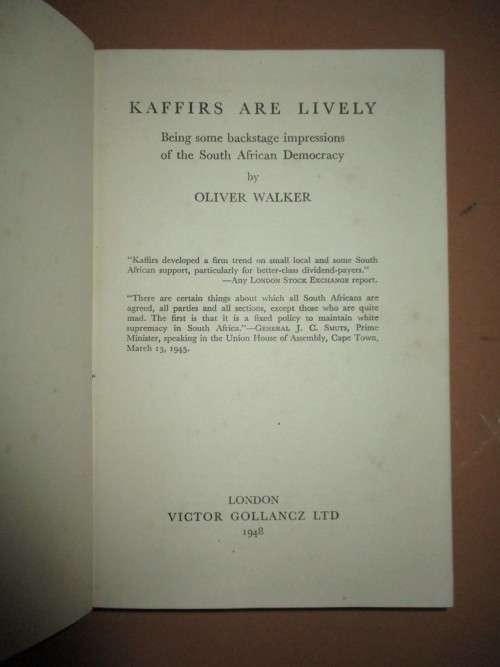 KAFFIRS ARE LIVELY
Being some backstage impressions
of the South African Democracy
by
OLIVER WALKER
"Kaffirs developed a firm trend on small local and some South
African support, particularly for better-class dividend-payers."
—Any LONDON STOCK EXCHANGE report.
"There are certain things about which all South Africans are
agreed, all parties and all sections, except those who are quite
mad. The first is that it is a fixed policy to maintain white
supremacy in South Africa."—GENERAL J. C. SMUTS, Prime
Minister, speaking in the Union House of Assembly, Cape Town,
March 13, 1945.
LONDON
VICTOR GOLLANCZ LTD
1948